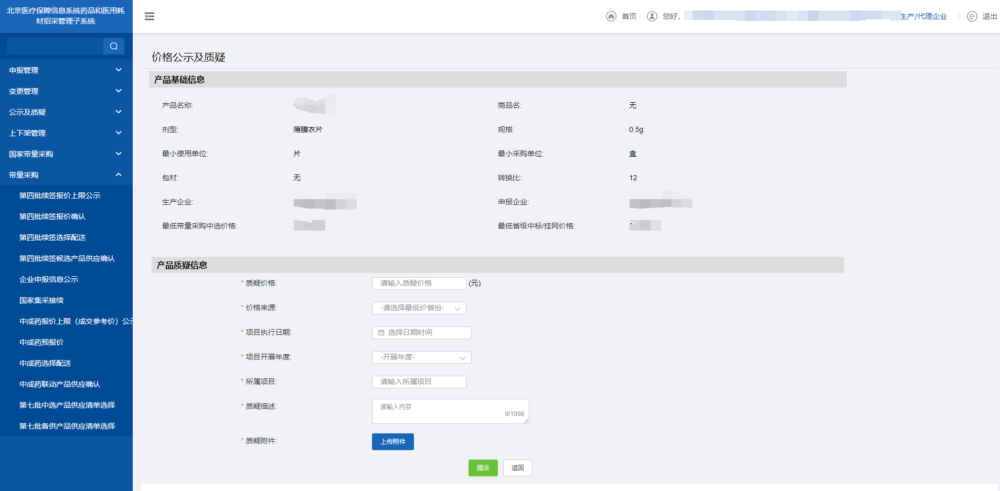 北京医疗保障信息系统药品和医用耗
材招采管理子系统
首页
您好，
生产/代理企业
退出
申报管理
变更管理
公示及质疑
上下架管理
国家带量采购
带量采购
第四批续签报价上限公示
第四批续签报价确认
第四批续签选择配送
第四批续签候选产品供应确认
企业申报信息公示
国家集采接续
中成药报价上限（成交参考价）公示
中成药预报价
中成药选择配送
中成药联动产品供应确认
第七批中选产品供应清单选择
第七批备供产品供应清单选择
价格公示及质疑
产品基础信息
产品名称:
商品名: 无
剂型: 薄膜衣片
规格: 0.5g
最小使用单位: 片
最小采购单位: 盒
包材: 无
转换比: 12
生产企业:
申报企业:
最低带量采购中选价格:
最低省级中标/挂网价格:
产品质疑信息
* 质疑价格: 请输入质疑价格 (元)
* 价格来源: -请选择最低价省份-
* 项目执行日期: 选择日期时间
* 项目开展年度: -开展年度-
* 所属项目: 请输入所属项目
* 质疑描述: 请输入内容
0/1000
* 质疑附件: 上传附件
提交 返回